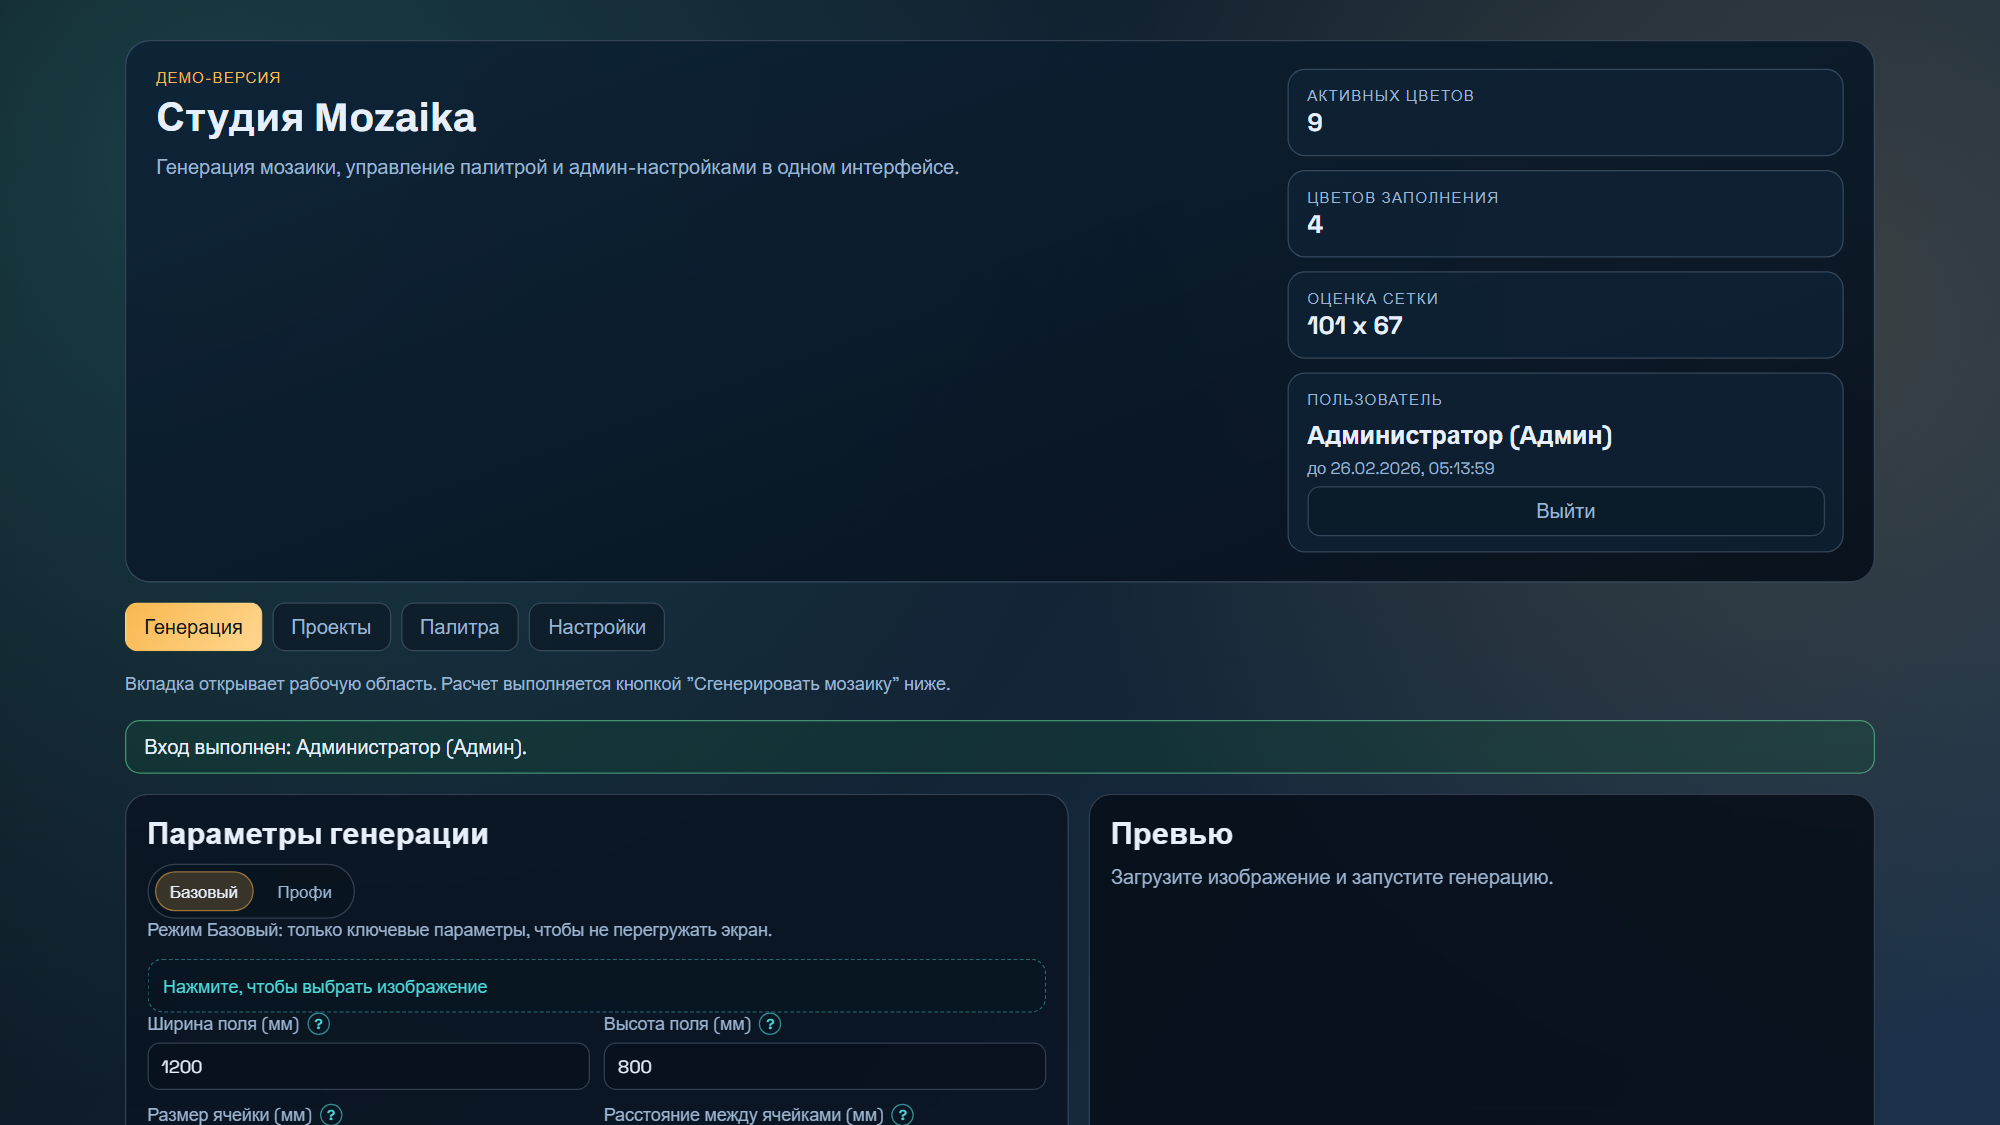 ДЕМО-ВЕРСИЯ
Студия Mozaika
Генерация мозаики, управление палитрой и админ-настройками в одном интерфейсе.
АКТИВНЫХ ЦВЕТОВ
9
ЦВЕТОВ ЗАПОЛНЕНИЯ
4
ОЦЕНКА СЕТКИ
101 x 67
ПОЛЬЗОВАТЕЛЬ
Администратор (Админ)
до 26.02.2026, 05:13:59
Выйти
Генерация
Проекты
Палитра
Настройки
Вкладка открывает рабочую область. Расчет выполняется кнопкой ”Сгенерировать мозаику” ниже.
Вход выполнен: Администратор (Админ).
Параметры генерации
Базовый
Профи
Режим Базовый: только ключевые параметры, чтобы не перегружать экран.
Нажмите, чтобы выбрать изображение
Ширина поля (мм) ?
Высота поля (мм) ?
1200
800
Размер ячейки (мм) ?
Расстояние между ячейками (мм) ?
Превью
Загрузите изображение и запустите генерацию.